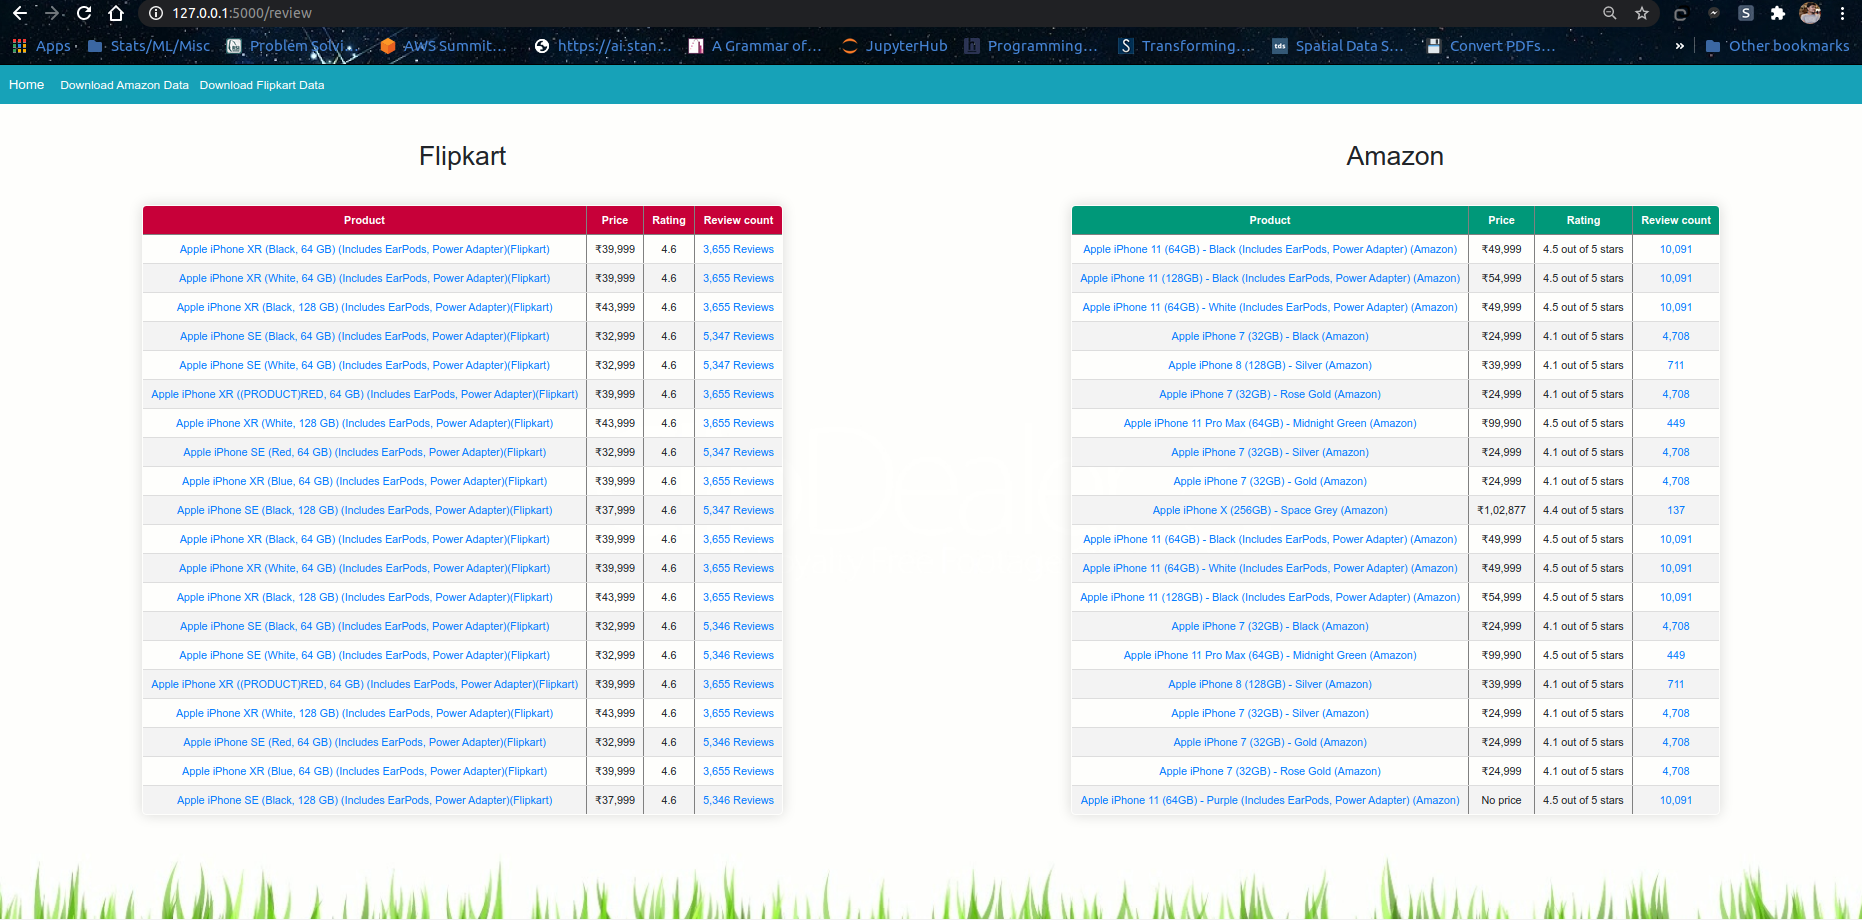 127.0.0.1:5000/review
Apps Stats/ML/Misc. Problem Solvi... AWS Summit... https://ai.stan... A Grammar of... JupyterHub Programming... Transforming.... Spatial Data S... Convert PDFs... » Other bookmarks
Home Download Amazon Data Download Flipkart Data
Flipkart
Product Price Rating Review count
Apple iPhone XR (Black, 64 GB) (Includes EarPods, Power Adapter)(Flipkart) ₹39,999 4.6 3,655 Reviews
Apple iPhone XR (White, 64 GB) (Includes EarPods, Power Adapter)(Flipkart) ₹39,999 4.6 3,655 Reviews
Apple iPhone XR (Black, 128 GB) (Includes EarPods, Power Adapter)(Flipkart) ₹43,999 4.6 3,655 Reviews
Apple iPhone SE (Black, 64 GB) (Includes EarPods, Power Adapter)(Flipkart) ₹32,999 4.6 5,347 Reviews
Apple iPhone SE (White, 64 GB) (Includes EarPods, Power Adapter)(Flipkart) ₹32,999 4.6 5,347 Reviews
Apple iPhone XR ((PRODUCT)RED, 64 GB) (Includes EarPods, Power Adapter)(Flipkart) ₹39,999 4.6 3,655 Reviews
Apple iPhone XR (White, 128 GB) (Includes EarPods, Power Adapter)(Flipkart) ₹43,999 4.6 3,655 Reviews
Apple iPhone SE (Red, 64 GB) (Includes EarPods, Power Adapter)(Flipkart) ₹32,999 4.6 5,347 Reviews
Apple iPhone XR (Blue, 64 GB) (Includes EarPods, Power Adapter)(Flipkart) ₹39,999 4.6 3,655 Reviews
Apple iPhone SE (Black, 128 GB) (Includes EarPods, Power Adapter)(Flipkart) ₹37,999 4.6 5,347 Reviews
Apple iPhone XR (Black, 64 GB) (Includes EarPods, Power Adapter)(Flipkart) ₹39,999 4.6 3,655 Reviews
Apple iPhone XR (White, 64 GB) (Includes EarPods, Power Adapter)(Flipkart) ₹39,999 4.6 3,655 Reviews
Apple iPhone XR (Black, 128 GB) (Includes EarPods, Power Adapter)(Flipkart) ₹43,999 4.6 3,655 Reviews
Apple iPhone SE (Black, 64 GB) (Includes EarPods, Power Adapter)(Flipkart) ₹32,999 4.6 5,346 Reviews
Apple iPhone SE (White, 64 GB) (Includes EarPods, Power Adapter)(Flipkart) ₹32,999 4.6 5,346 Reviews
Apple iPhone XR ((PRODUCT)RED, 64 GB) (Includes EarPods, Power Adapter)(Flipkart) ₹39,999 4.6 3,655 Reviews
Apple iPhone XR (White, 128 GB) (Includes EarPods, Power Adapter)(Flipkart) ₹43,999 4.6 3,655 Reviews
Apple iPhone SE (Red, 64 GB) (Includes EarPods, Power Adapter)(Flipkart) ₹32,999 4.6 5,346 Reviews
Apple iPhone XR (Blue, 64 GB) (Includes EarPods, Power Adapter)(Flipkart) ₹39,999 4.6 3,655 Reviews
Apple iPhone SE (Black, 128 GB) (Includes EarPods, Power Adapter)(Flipkart) ₹37,999 4.6 5,346 Reviews
Amazon
Product Price Rating Review count
Apple iPhone 11 (64GB) - Black (Includes EarPods, Power Adapter) (Amazon) ₹49,999 4.5 out of 5 stars 10,091
Apple iPhone 11 (128GB) - Black (Includes EarPods, Power Adapter) (Amazon) ₹54,999 4.5 out of 5 stars 10,091
Apple iPhone 11 (64GB) - White (Includes EarPods, Power Adapter) (Amazon) ₹49,999 4.5 out of 5 stars 10,091
Apple iPhone 7 (32GB) - Black (Amazon) ₹24,999 4.1 out of 5 stars 4,708
Apple iPhone 8 (128GB) - Silver (Amazon) ₹39,999 4.1 out of 5 stars 711
Apple iPhone 7 (32GB) - Rose Gold (Amazon) ₹24,999 4.1 out of 5 stars 4,708
Apple iPhone 11 Pro Max (64GB) - Midnight Green (Amazon) ₹99,990 4.5 out of 5 stars 449
Apple iPhone 7 (32GB) - Silver (Amazon) ₹24,999 4.1 out of 5 stars 4,708
Apple iPhone 7 (32GB) - Gold (Amazon) ₹24,999 4.1 out of 5 stars 4,708
Apple iPhone X (256GB) - Space Grey (Amazon) ₹1,02,877 4.4 out of 5 stars 137
Apple iPhone 11 (64GB) - Black (Includes EarPods, Power Adapter) (Amazon) ₹49,999 4.5 out of 5 stars 10,091
Apple iPhone 11 (64GB) - White (Includes EarPods, Power Adapter) (Amazon) ₹49,999 4.5 out of 5 stars 10,091
Apple iPhone 11 (128GB) - Black (Includes EarPods, Power Adapter) (Amazon) ₹54,999 4.5 out of 5 stars 10,091
Apple iPhone 7 (32GB) - Black (Amazon) ₹24,999 4.1 out of 5 stars 4,708
Apple iPhone 11 Pro Max (64GB) - Midnight Green (Amazon) ₹99,990 4.5 out of 5 stars 449
Apple iPhone 8 (128GB) - Silver (Amazon) ₹39,999 4.1 out of 5 stars 711
Apple iPhone 7 (32GB) - Silver (Amazon) ₹24,999 4.1 out of 5 stars 4,708
Apple iPhone 7 (32GB) - Gold (Amazon) ₹24,999 4.1 out of 5 stars 4,708
Apple iPhone 7 (32GB) - Rose Gold (Amazon) ₹24,999 4.1 out of 5 stars 4,708
Apple iPhone 11 (64GB) - Purple (Includes EarPods, Power Adapter) (Amazon) No price 4.5 out of 5 stars 10,091